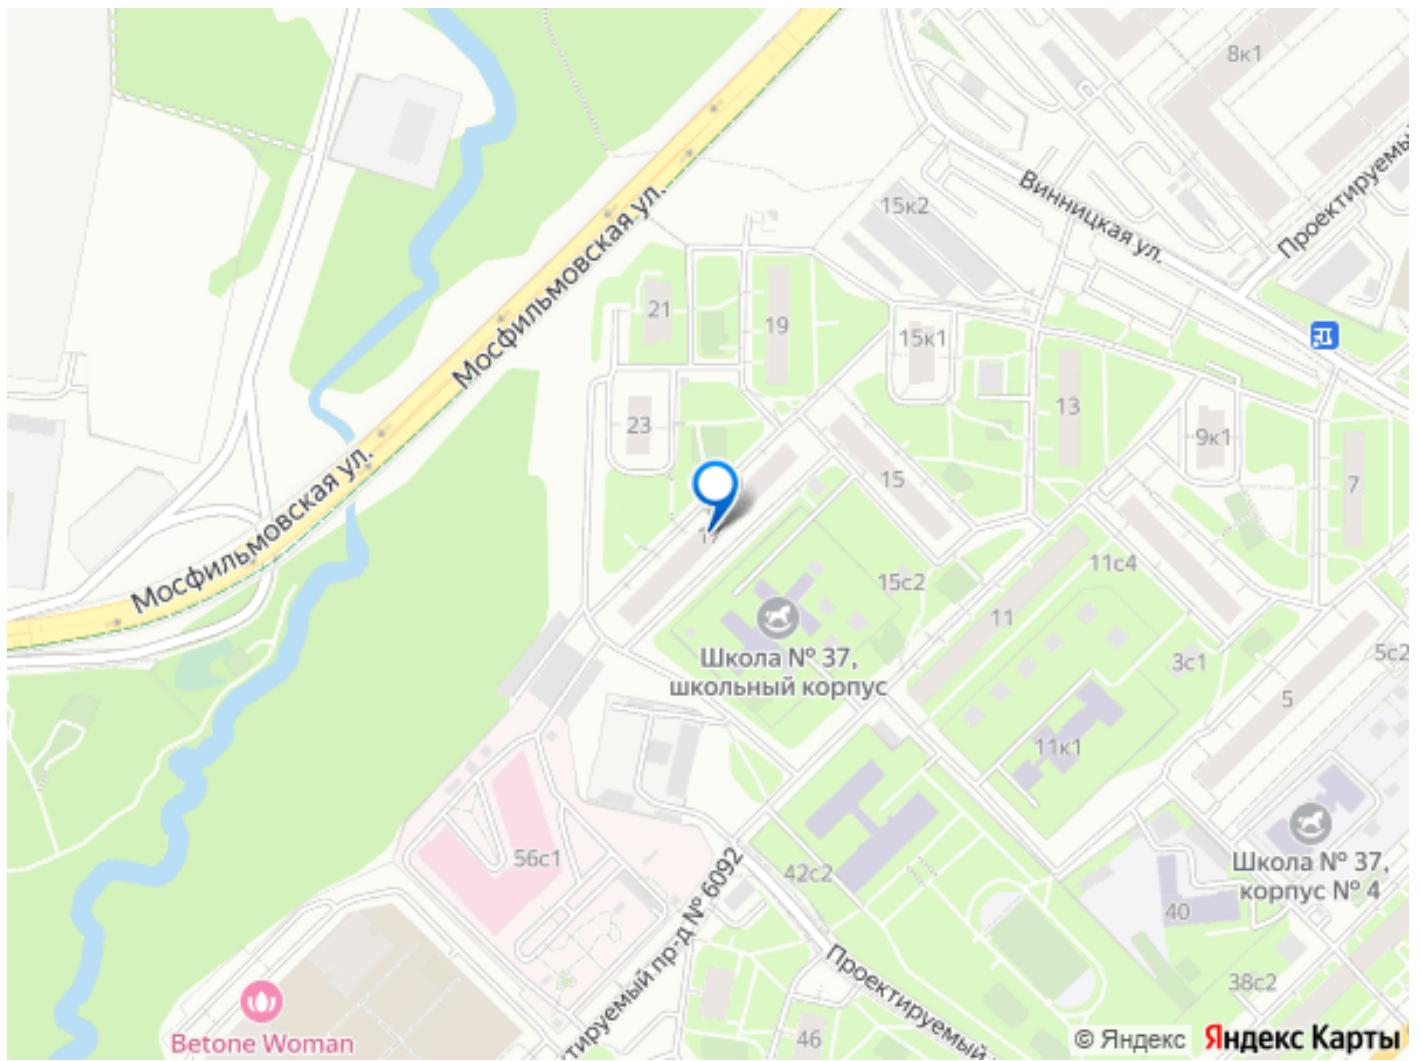 8к1
Проектируемый
Винницкая ул.
15к2
Мосфильмовская ул.
21
19
15к1
13
23
9к1
7
15
17
Мосфильмовская ул.
11с4
15с2
11
Школа № 37,
школьный корпус
3с1
5с2
5
11к1
56с1
42с2
Школа № 37,
корпус № 4
40
Проектируемый пр-д № 6092
Проектируемый
38с2
Betone Woman
46
© Яндекс Яндекс Карты